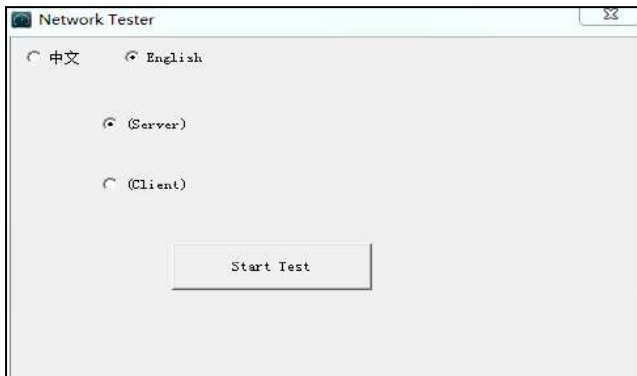 Network Tester
中文 English
(Server)
(Client)
Start Test